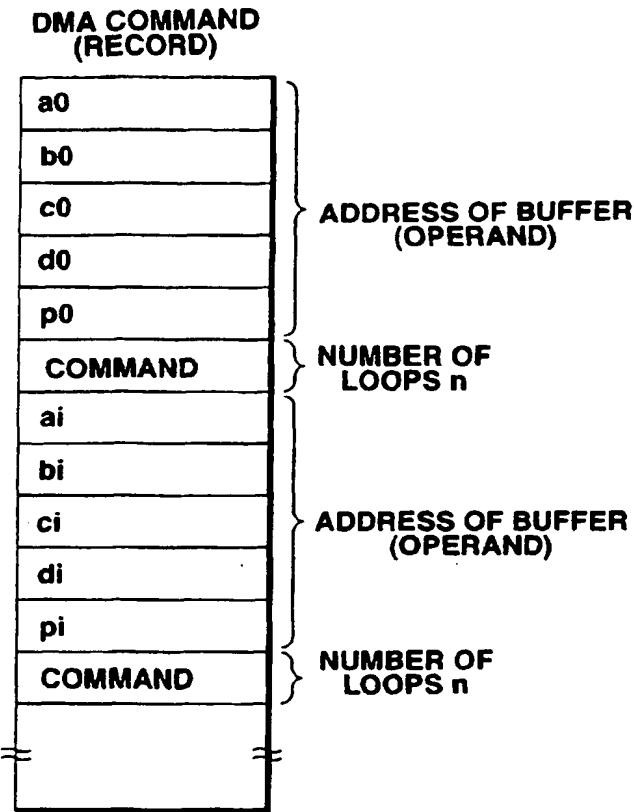 DMA COMMAND
(RECORD)
a0
b0
c0
d0
p0
ADDRESS OF BUFFER
(OPERAND)
COMMAND
NUMBER OF
LOOPS n
ai
bi
ci
di
pi
ADDRESS OF BUFFER
(OPERAND)
COMMAND
NUMBER OF
LOOPS n